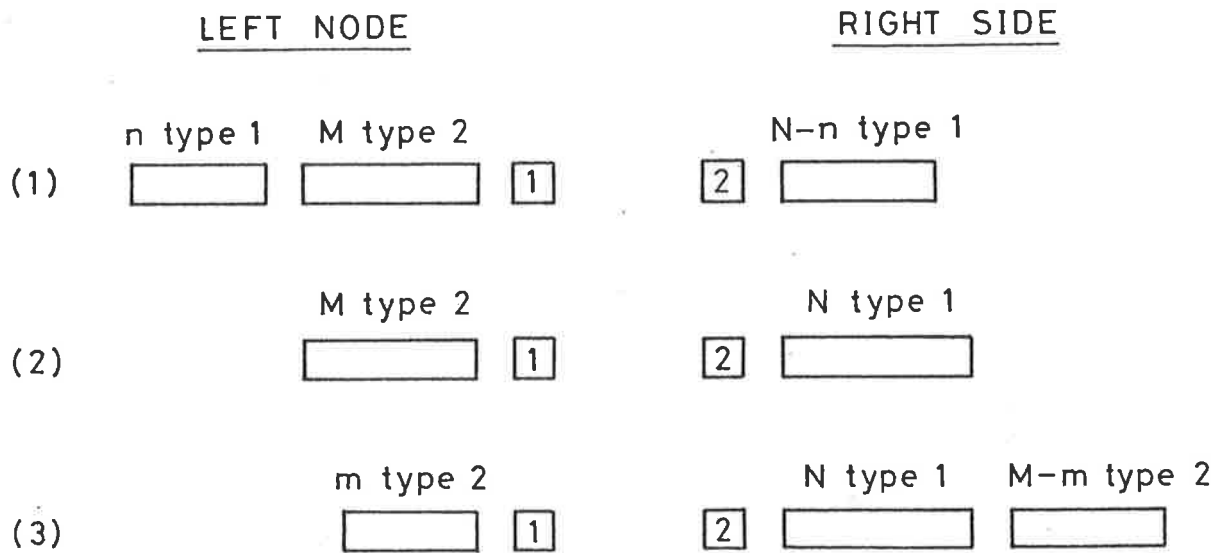 LEFT NODE RIGHT SIDE
n type 1 M type 2 N-n type 1
(1) 1 2
M type 2 N type 1
(2) 1 2
m type 2 N type 1 M-m type 2
(3) 1 2